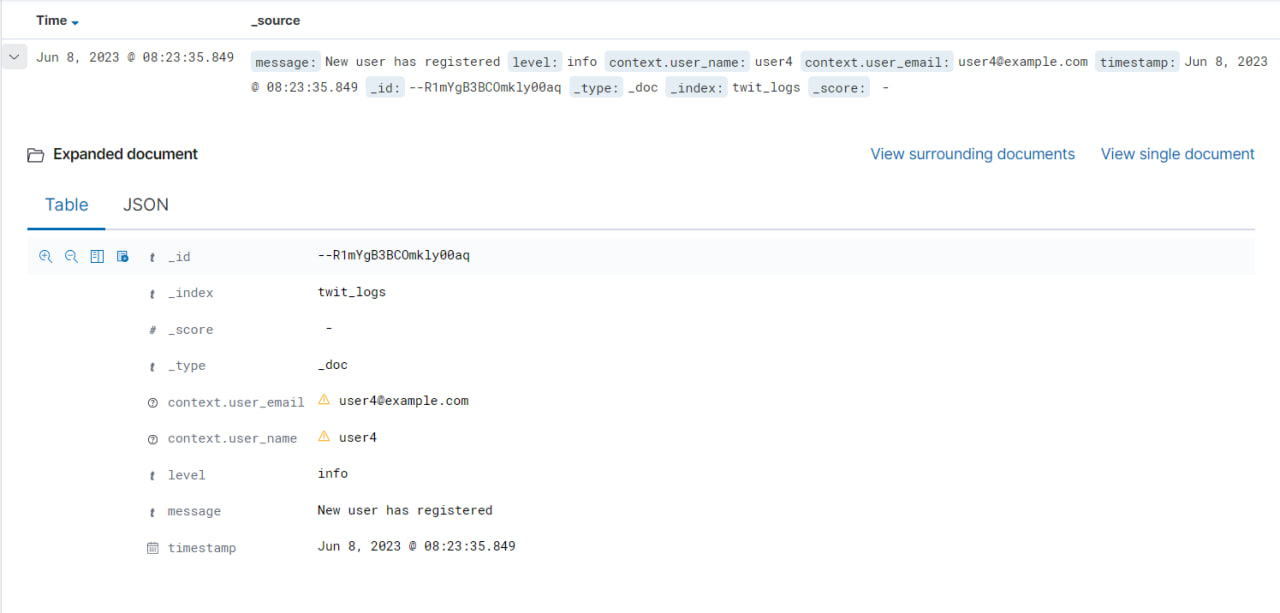 Time _source
Jun 8, 2023 @ 08:23:35.849 message: New user has registered level: info context.user_name: user4 context.user_email: user4@example.com timestamp: Jun 8, 2023
@ 08:23:35.849 _id: --R1mYgB3BCOmkly00aq _type: _doc _index: twit_logs _score: -
Expanded document View surrounding documents View single document
Table JSON
t _id --R1mYgB3BCOmkly00aq
t _index twit_logs
# _score -
t _type _doc
? context.user_email user4@example.com
? context.user_name user4
t level info
t message New user has registered
timestamp Jun 8, 2023 @ 08:23:35.849